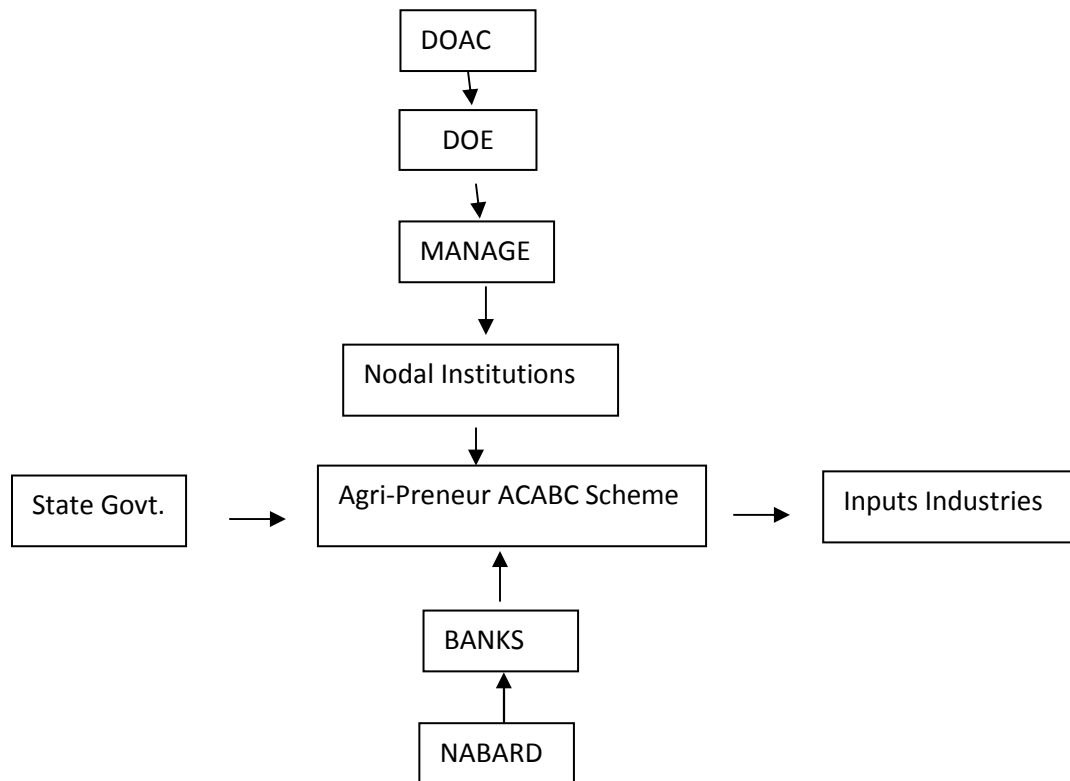 DOAC
DOE
MANAGE
Nodal Institutions
State Govt.
Agri-Preneur ACABC Scheme
Inputs Industries
BANKS
NABARD